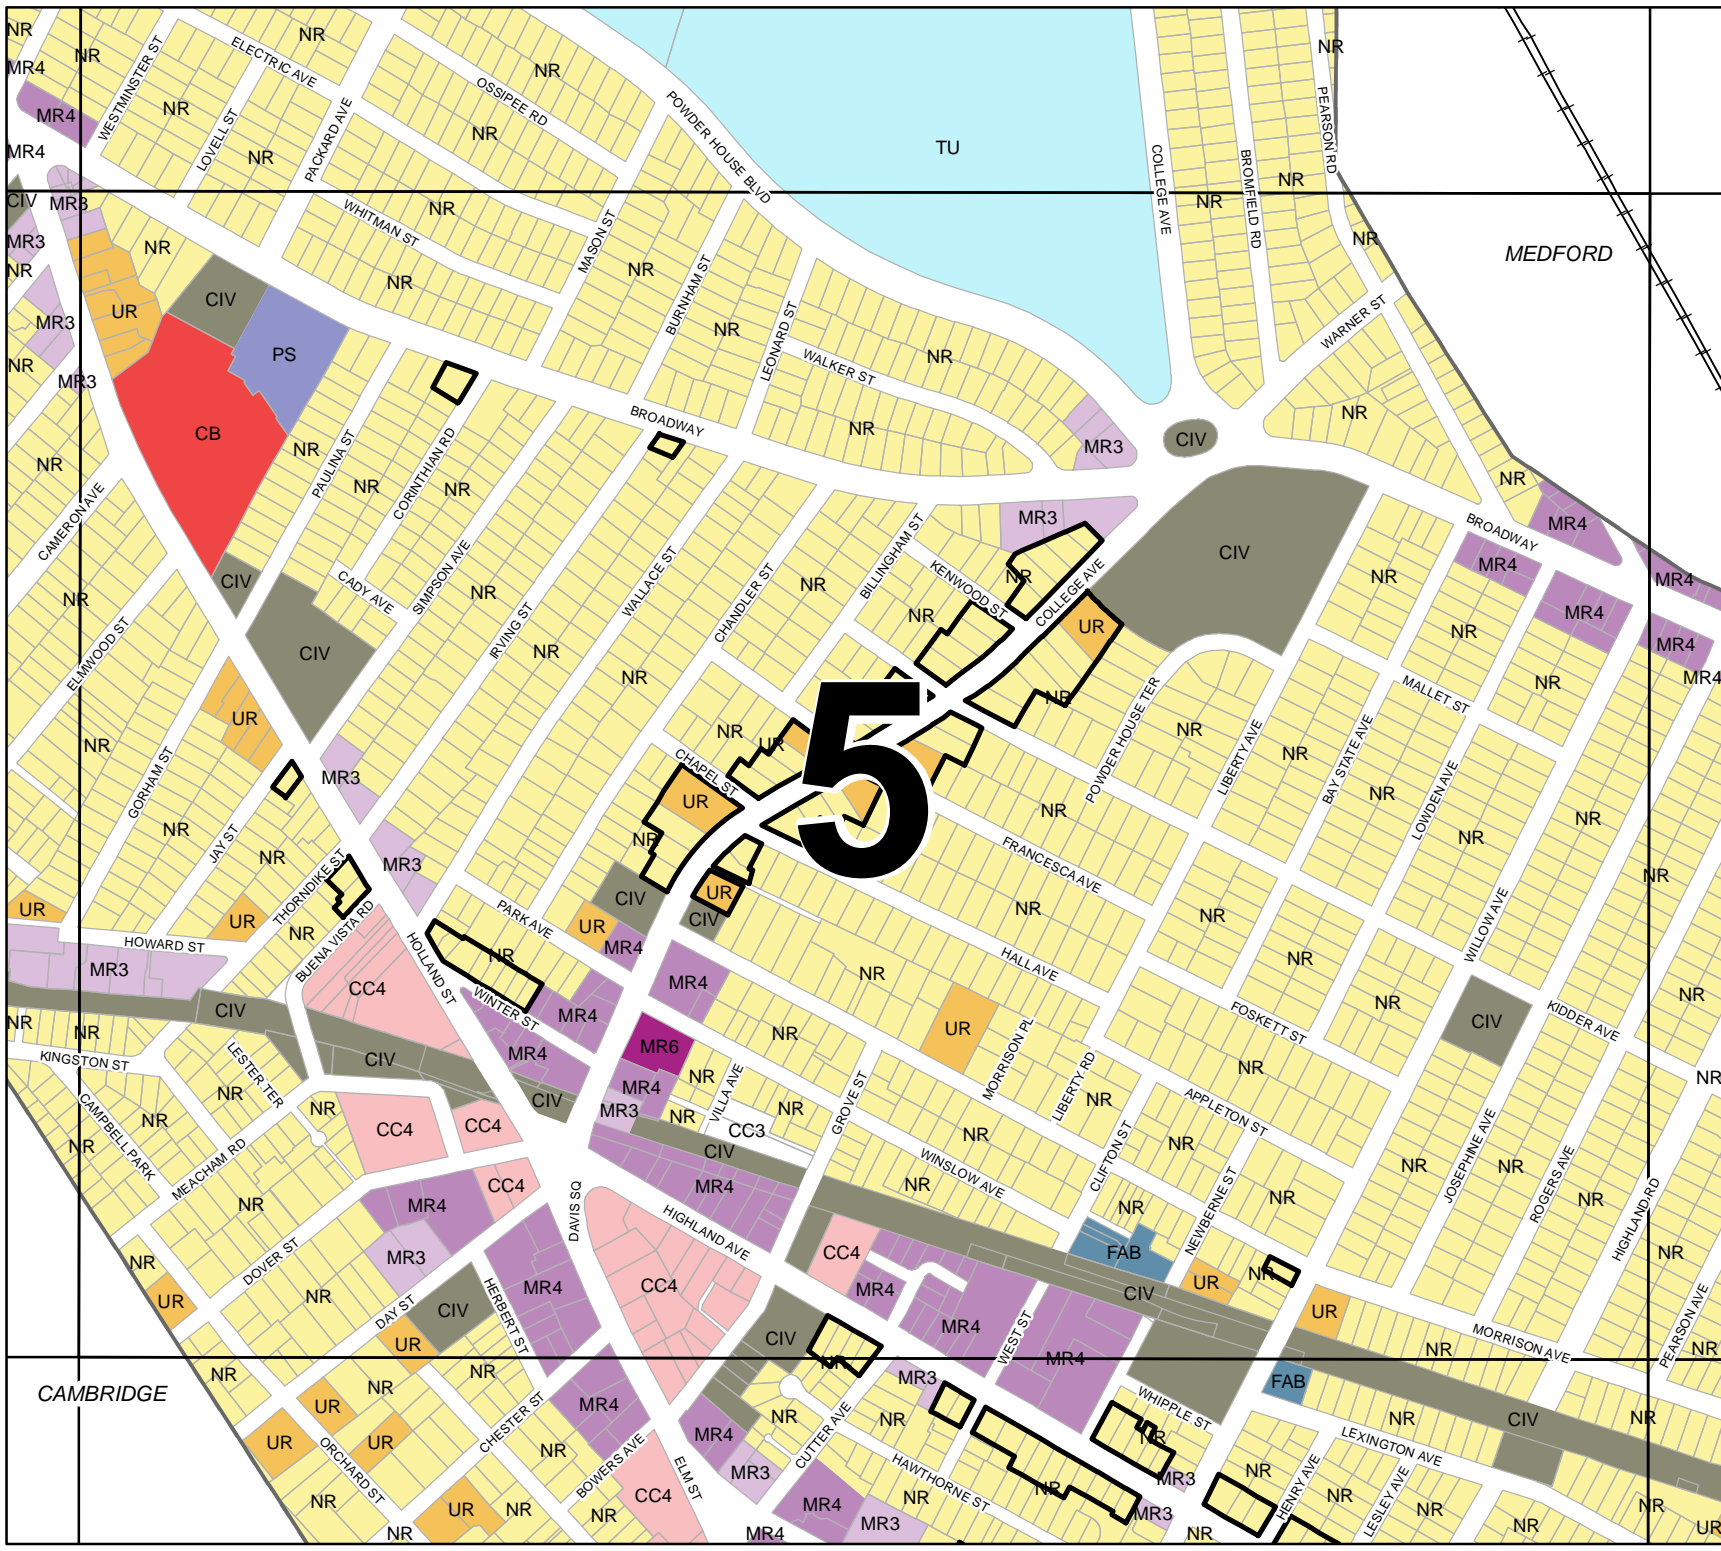 NR
NR
WESTMINSTER ST
ELECTRIC AVE
NR
NR
OSSIPEE RD
POWDER HOUSE BLVD
TU
PEARSON RD
NR
MR4
MR4
NR
LOVELL ST
PACKARD AVE
NR
NR
COLLEGE AVE
BROMFIELD RD
NR
MR4
CIV
MR3
WHITMAN ST
NR
MASON ST
NR
NR
MEDFORD
MR3
NR
NR
NR
NR
BURNHAM ST
CIV
UR
MR3
PS
NR
LEONARD ST
WALKER ST
NR
WARNER ST
NR
MR3
CB
NR
BROADWAY
NR
MR3
CIV
NR
NR
PAULINA ST
NR
CORINTHIAN RD
NR
NR
CAMERON AVE
MR3
BROADWAY
MR4
CIV
CADY AVE
SIMPSON AVE
NR
WALLACE ST
CHANDLER ST
NR
BILLINGHAM ST
KENWOOD ST
NR
COLLEGE AVE
CIV
NR
MR4
MR4
MR4
NR
ELMWOOD ST
CIV
IRVING ST
NR
NR
NR
UR
NR
NR
MALLET ST
NR
MR4
MR4
UR
NR
NR
UR
5
POWDER HOUSE TER
NR
LIBERTY AVE
NR
BAY STATE AVE
LOWDEN AVE
GORHAM ST
MR3
CHAPEL ST
UR
NR
NR
NR
NR
NR
JAY ST
NR
THORNDIKE ST
MR3
NR
FRANCESCA AVE
NR
UR
UR
NR
BUENA VISTA RD
HOLLAND ST
PARK AVE
CIV
UR
CIV
UR
NR
NR
WILLOW AVE
HOWARD ST
MR3
CC4
NR
MR4
MR4
NR
HALL AVE
NR
CIV
WINTER ST
MR4
UR
FOSKETT ST
NR
CIV
KIDDER AVE
NR
NR
NR
KINGSTON ST
LESTER TER
CIV
MR4
MR6
NR
MORRISON PL
LIBERTY RD
NR
NR
CAMPBELL PARK
NR
NR
NR
CC4
CC4
CIV
MR4
MR3
NR
NR
VILLA AVE
NR
CC3
GROVE ST
NR
NR
APPLETON ST
JOSEPHINE AVE
NR
MEACHAM RD
CIV
WINSLOW AVE
NR
CLIFTON ST
NR
NR
NR
ROGERS AVE
HIGHLAND RD
NR
MR4
CC4
DAVIS SQ
MR4
NR
NEWBERNE ST
NR
NR
NR
DOVER ST
MR3
HIGHLAND AVE
CC4
FAB
NR
UR
NR
DAY ST
CIV
HERBERT ST
MR4
CC4
MR4
CIV
UR
NR
UR
PEARSON AVE
UR
CIV
MR4
WEST ST
MR4
NR
MORRISON AVE
NR
CAMBRIDGE
NR
NR
NR
NR
MR3
FAB
UR
CHESTER ST
MR4
MR4
NR
CUTTER AVE
NR
WHIPPLE ST
NR
NR
CIV
NR
UR
ORCHARD ST
UR
NR
BOWERS AVE
ELM ST
MR3
HAWTHORNE ST
NR
MR3
NR
LEXINGTON AVE
NR
UR
NR
NR
CC4
MR4
NR
MR3
HENRY AVE
NR
LESLEY AVE
NR
NR
NR
NR
MR4
MR3
NR
NR
UR